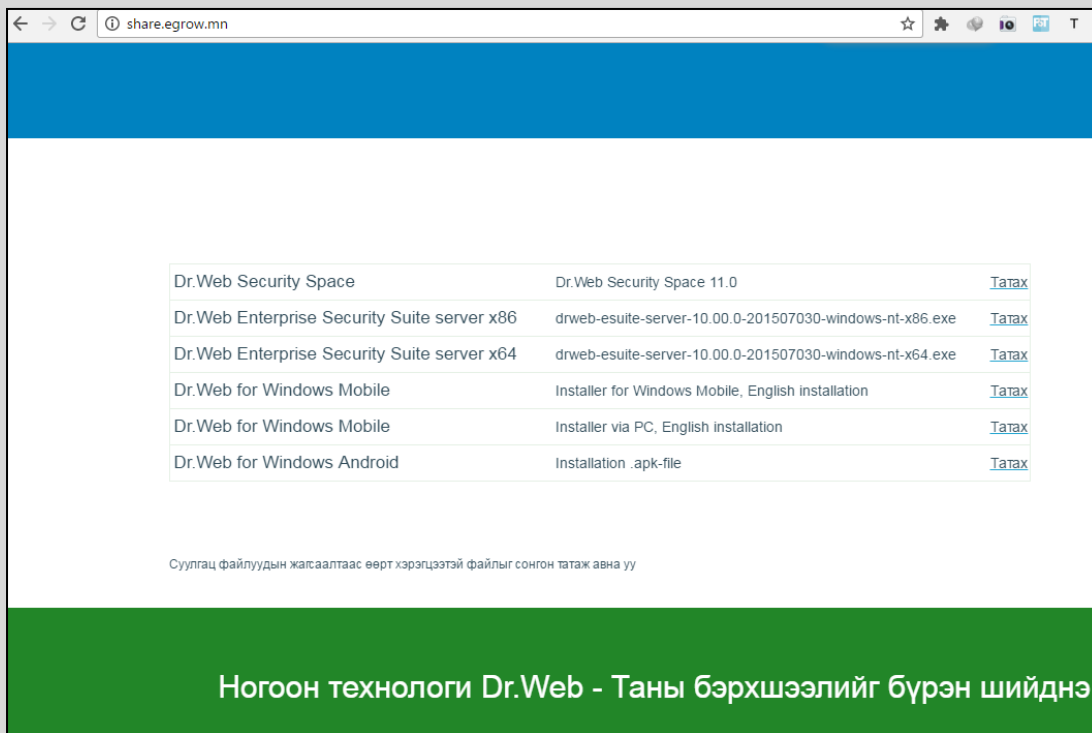 share.egrow.mn
Dr.Web Security Space Dr.Web Security Space 11.0 Татах
Dr.Web Enterprise Security Suite server x86 drweb-esuite-server-10.00.0-201507030-windows-nt-x86.exe Татах
Dr.Web Enterprise Security Suite server x64 drweb-esuite-server-10.00.0-201507030-windows-nt-x64.exe Татах
Dr.Web for Windows Mobile Installer for Windows Mobile, English installation Татах
Dr.Web for Windows Mobile Installer via PC, English installation Татах
Dr.Web for Windows Android Installation .apk-file Татах
Суулгац файлуудын жагсаалтаас өөрт хэрэгцээтэй файлыг сонгон татаж авна уу
Ногоон технологи Dr.Web - Таны бэрхшээлийг бүрэн шийднэ